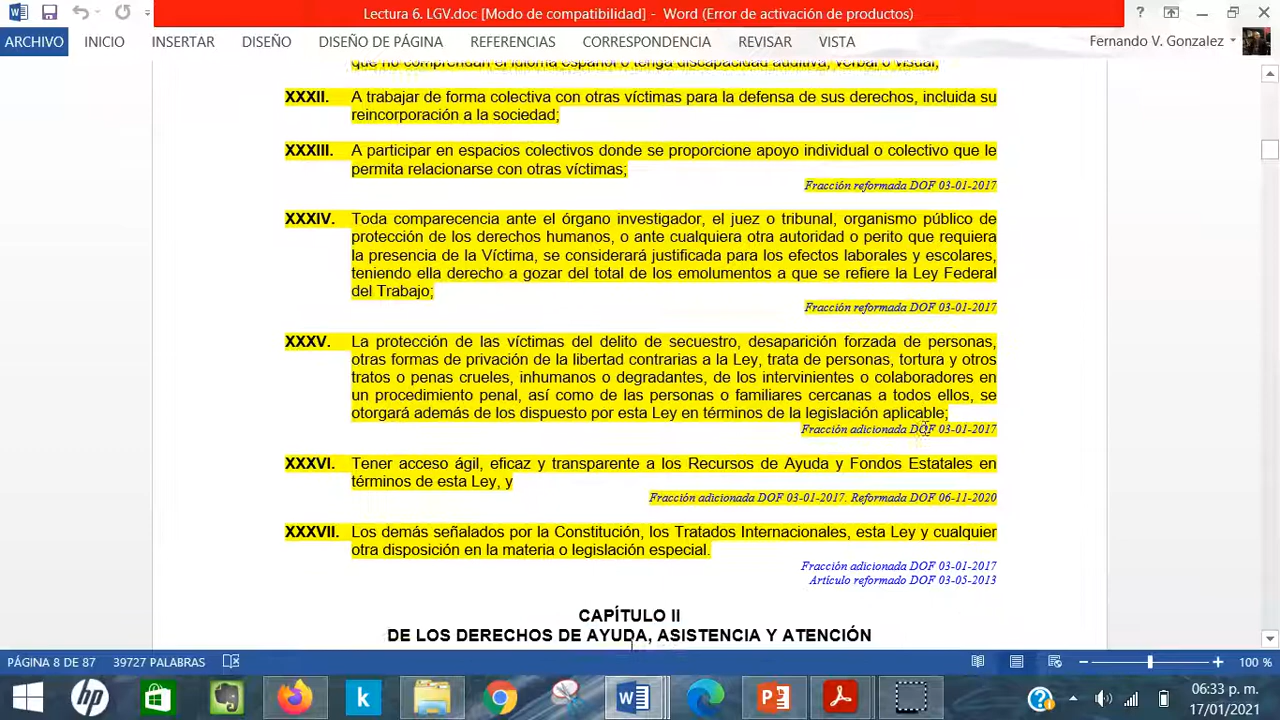 Lectura 6. LGV.doc [Modo de compatibilidad] - Word (Error de activación de productos)
ARCHIVO INICIO INSERTAR DISEÑO DISEÑO DE PÁGINA REFERENCIAS CORRESPONDENCIA REVISAR VISTA Fernando V. Gonzalez
que no comprendan el idioma español o tenga discapacidad auditiva, verbal o visual;
XXXII. A trabajar de forma colectiva con otras víctimas para la defensa de sus derechos, incluida su
reincorporación a la sociedad;
XXXIII. A participar en espacios colectivos donde se proporcione apoyo individual o colectivo que le
permita relacionarse con otras víctimas;
Fracción reformada DOF 03-01-2017
XXXIV. Toda comparecencia ante el órgano investigador, el juez o tribunal, organismo público de
protección de los derechos humanos, o ante cualquiera otra autoridad o perito que requiera
la presencia de la Víctima, se considerará justificada para los efectos laborales y escolares,
teniendo ella derecho a gozar del total de los emolumentos a que se refiere la Ley Federal
del Trabajo;
Fracción reformada DOF 03-01-2017
XXXV. La protección de las víctimas del delito de secuestro, desaparición forzada de personas,
otras formas de privación de la libertad contrarias a la Ley, trata de personas, tortura y otros
tratos o penas crueles, inhumanos o degradantes, de los intervinientes o colaboradores en
un procedimiento penal, así como de las personas o familiares cercanas a todos ellos, se
otorgará además de los dispuesto por esta Ley en términos de la legislación aplicable;
Fracción adicionada DOF 03-01-2017
XXXVI. Tener acceso ágil, eficaz y transparente a los Recursos de Ayuda y Fondos Estatales en
términos de esta Ley, y
Fracción adicionada DOF 03-01-2017. Reformada DOF 06-11-2020
XXXVII. Los demás señalados por la Constitución, los Tratados Internacionales, esta Ley y cualquier
otra disposición en la materia o legislación especial.
Fracción adicionada DOF 03-01-2017
Artículo reformado DOF 03-05-2013
CAPÍTULO II
DE LOS DERECHOS DE AYUDA, ASISTENCIA Y ATENCIÓN
PÁGINA 8 DE 87 39727 PALABRAS 100 %
06:33 p. m.
17/01/2021